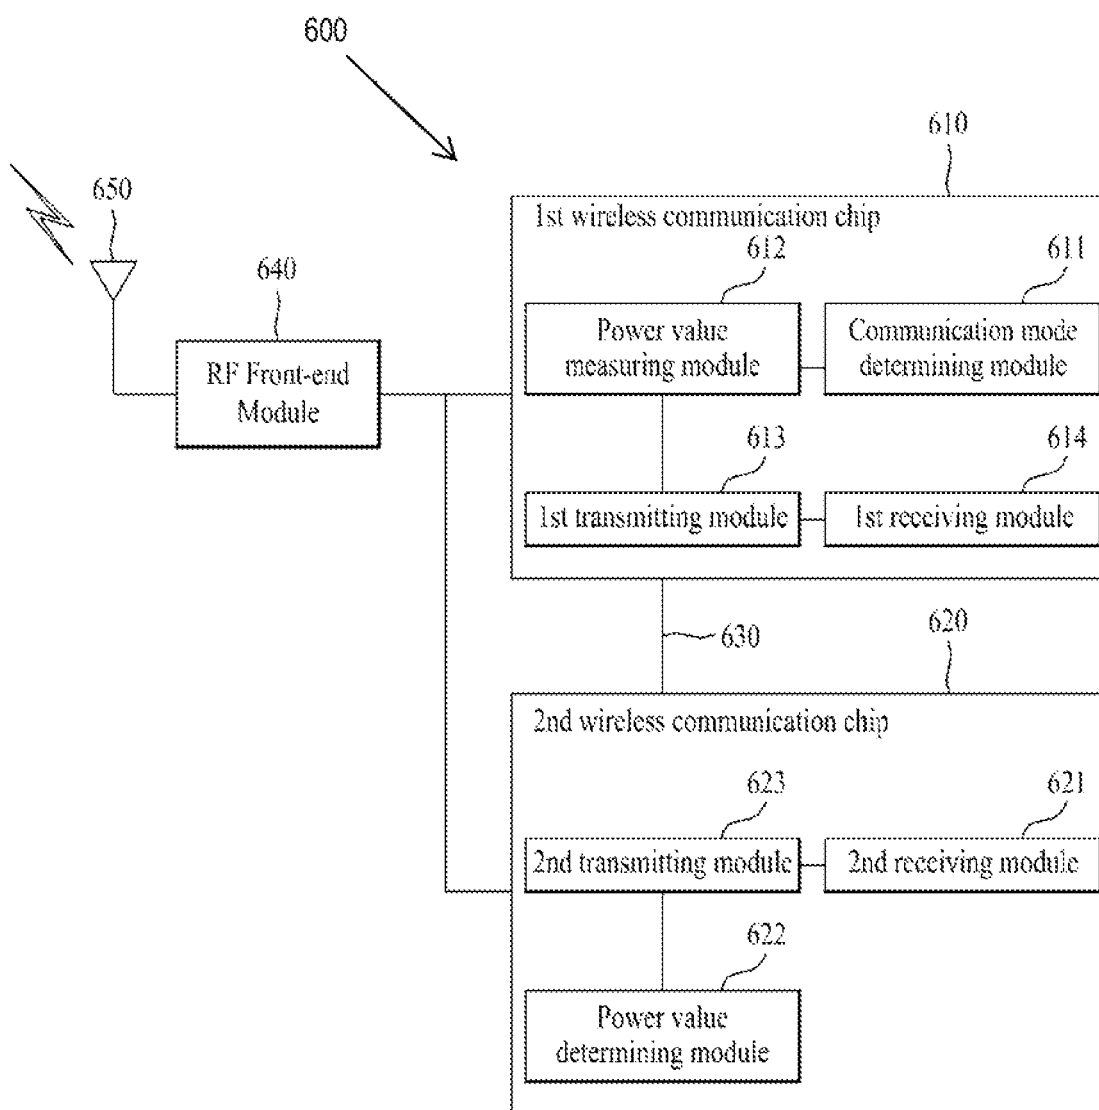 600
610
650
1st wireless communication chip
640
612
611
Power value
measuring module
Communication mode
determining module
RF Front-end
Module
613
614
1st transmitting module
1st receiving module
630
620
2nd wireless communication chip
623
621
2nd transmitting module
2nd receiving module
622
Power value
determining module